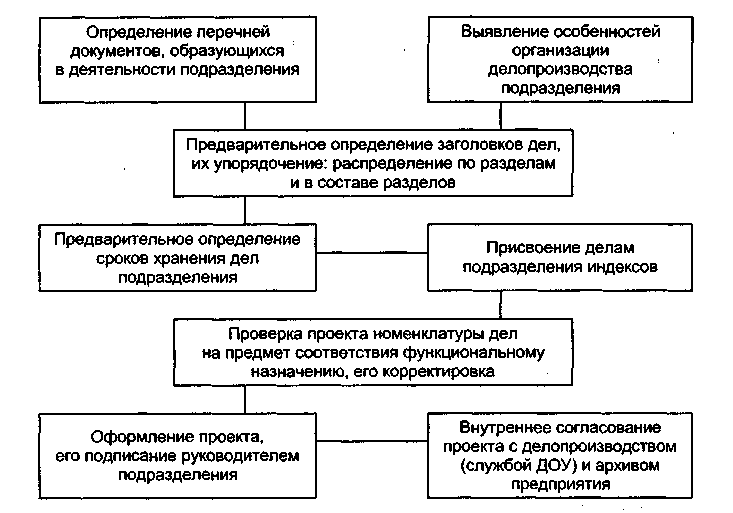 Определение перечней
документов, образующихся
в деятельности подразделения
Выявление особенностей
организации
делопроизводства
подразделения
Предварительное определение заголовков дел,
их упорядочение: распределение по разделам
и в составе разделов
Предварительное определение
сроков хранения дел
подразделения
Присвоение делам
подразделения индексов
Проверка проекта номенклатуры дел
на предмет соответствия функциональному
назначению, его корректировка
Оформление проекта,
его подписание руководителем
подразделения
Внутреннее согласование
проекта с делопроизводством
(службой ДОУ) и архивом
предприятия